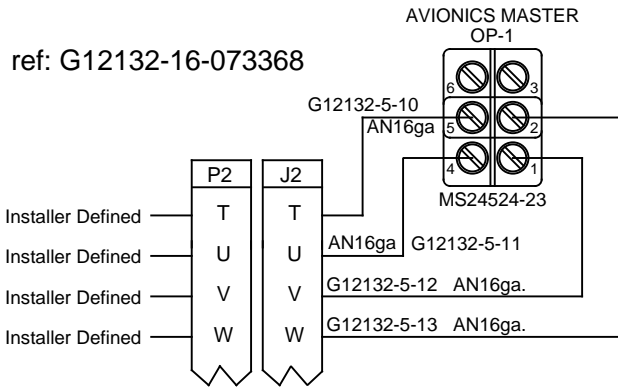 AVIONICS MASTER
OP-1
ref: G12132-16-073368
6 3
G12132-5-10
AN16ga 5 2
4 1
P2 J2
MS24524-23
Installer Defined T T
AN16ga G12132-5-11
Installer Defined U U
G12132-5-12 AN16ga.
Installer Defined V V
G12132-5-13 AN16ga.
Installer Defined W W